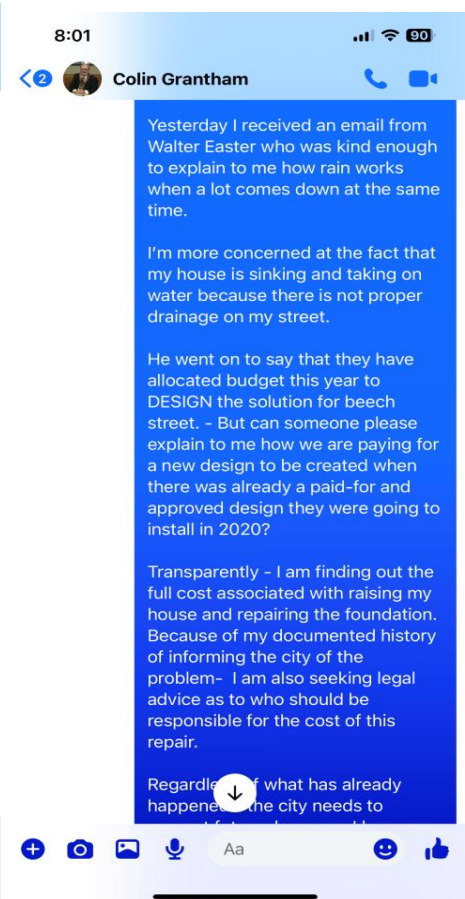 8:01
90
2
Colin Grantham
Yesterday I received an email from
Walter Easter who was kind enough
to explain to me how rain works
when a lot comes down at the same
time.
I'm more concerned at the fact that
my house is sinking and taking on
water because there is not proper
drainage on my street.
He went on to say that they have
allocated budget this year to
DESIGN the solution for beech
street. - But can someone please
explain to me how we are paying for
a new design to be created when
there was already a paid-for and
approved design they were going to
install in 2020?
Transparently - I am finding out the
full cost associated with raising my
house and repairing the foundation.
Because of my documented history
of informing the city of the
problem- I am also seeking legal
advice as to who should be
responsible for the cost of this
repair.
what has already
the city needs to
Aa